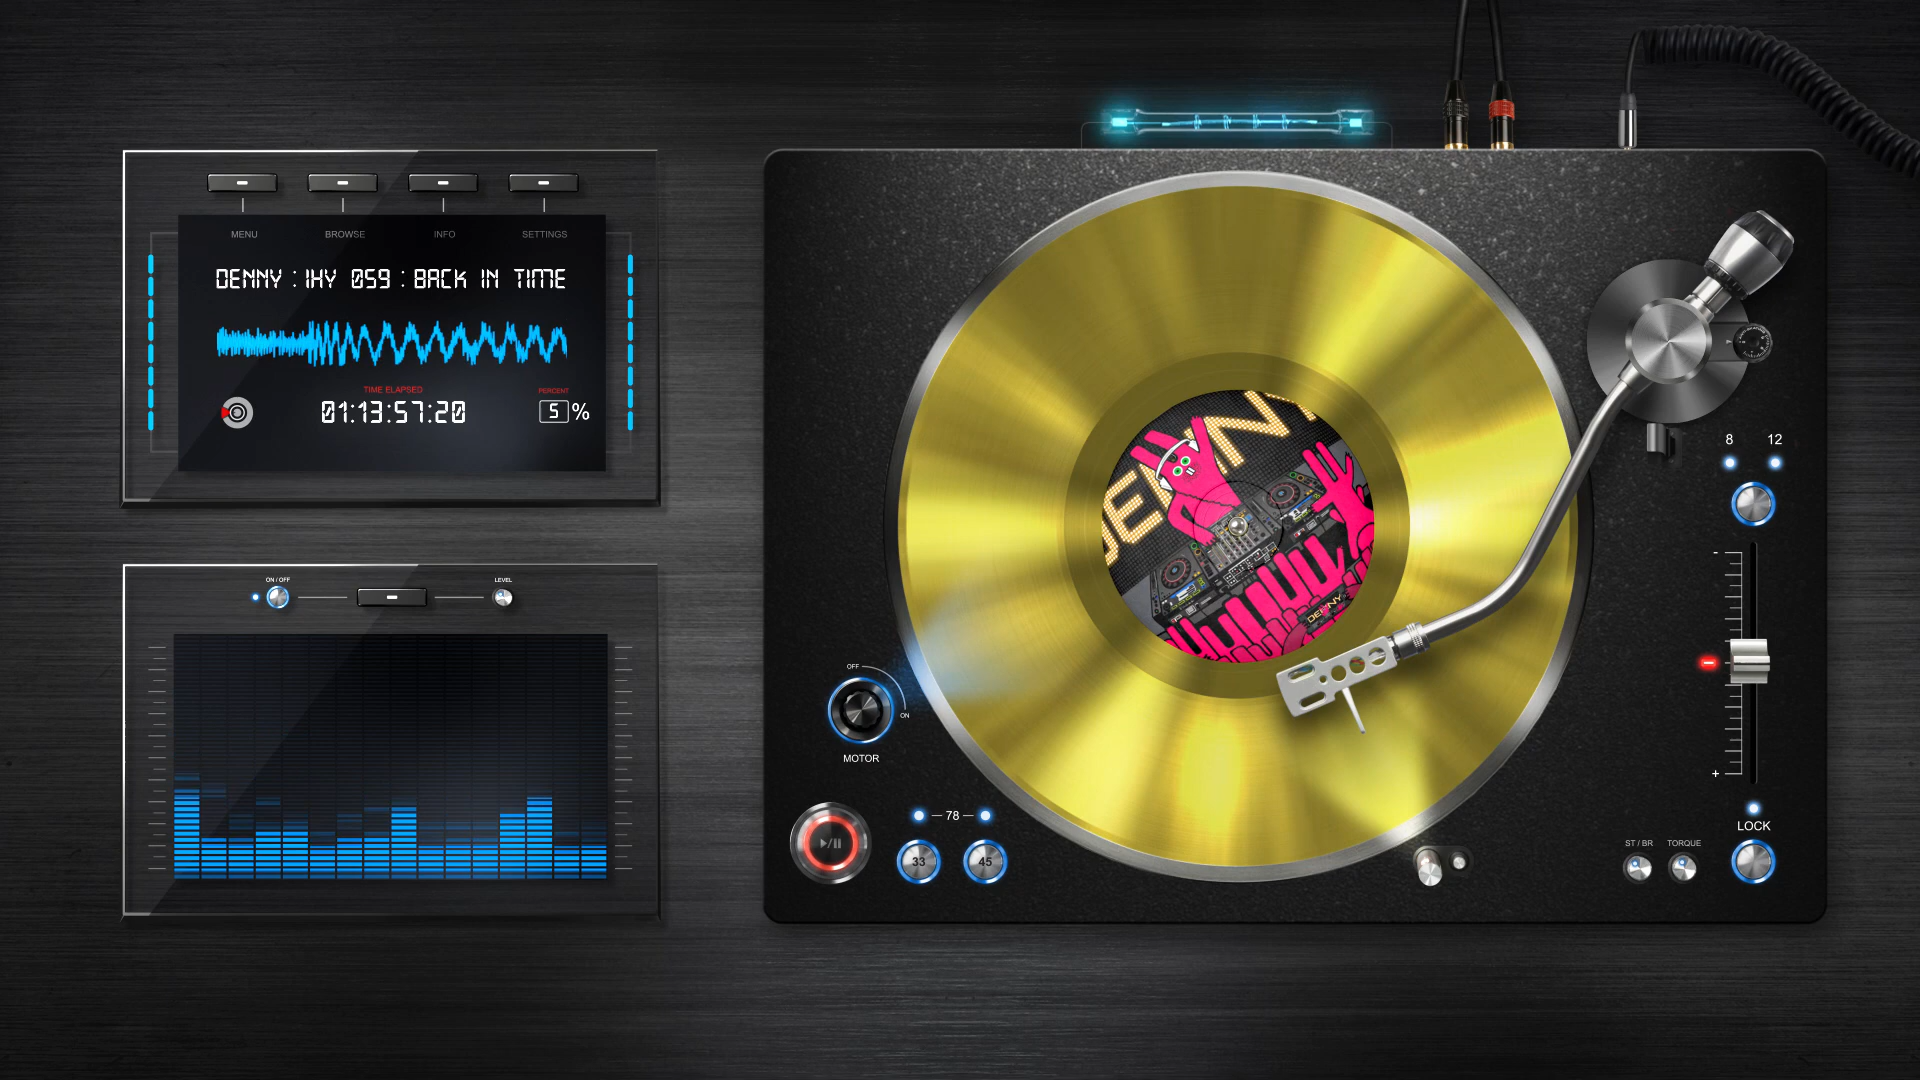 MENU BROWSE INFO SETTINGS
DENNY : IHY 059 : BACK IN TIME
TIME ELAPSED
PERCENT
01:13:57:20
5 %
ON / OFF
LEVEL
DENNY
DENNY
8 12
-
+
OFF
ON
MOTOR
78
33 45
LOCK
ST / BR TORQUE